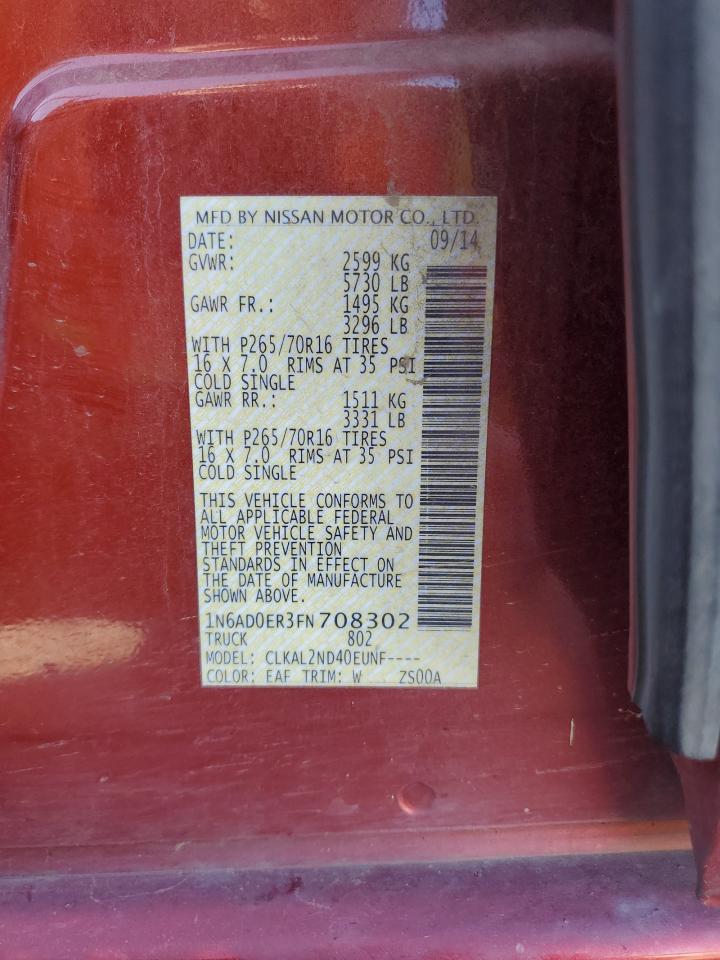 MFD BY NISSAN MOTOR CO., LTD.
DATE: 09/14
GVWR: 2599 KG
5730 LB
GAWR FR.: 1495 KG
3296 LB
WITH P265/70R16 TIRES
16 X 7.0 RIMS AT 35 PSI
COLD SINGLE
GAWR RR.: 1511 KG
3331 LB
WITH P265/70R16 TIRES
16 X 7.0 RIMS AT 35 PSI
COLD SINGLE
THIS VEHICLE CONFORMS TO
ALL APPLICABLE FEDERAL
MOTOR VEHICLE SAFETY AND
THEFT PREVENTION
STANDARDS IN EFFECT ON
THE DATE OF MANUFACTURE
SHOWN ABOVE.
1N6AD0ER3FN708302
TRUCK 802
MODEL: CLKAL2ND40EUNF----
COLOR: EAF TRIM: W ZS00A